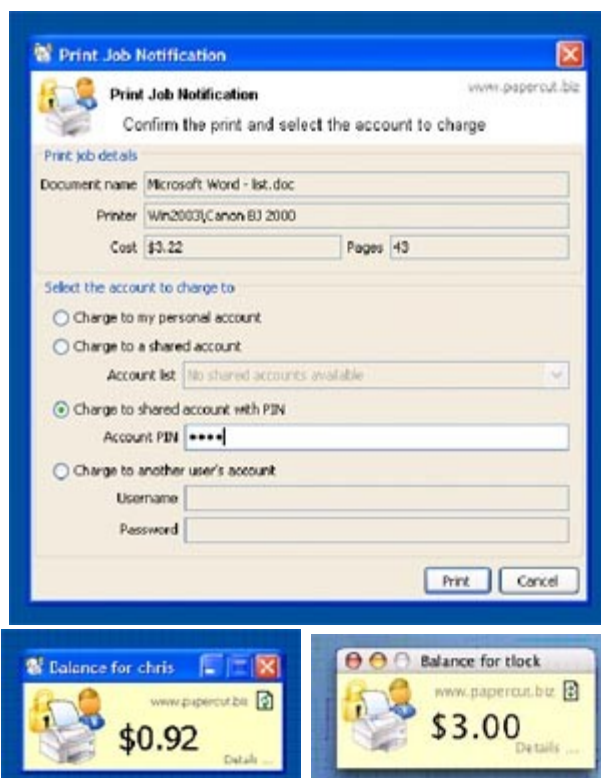 Print Job Notification
Print Job Notification
www.papercut.biz
Confirm the print and select the account to charge
Print job details
Document name Microsoft Word - list.doc
Printer Win2003\Canon BJ 2000
Cost $3.22 Pages 43
Select the account to charge to
Charge to my personal account
Charge to a shared account
Account list No shared accounts available
Charge to shared account with PIN
Account PIN ••••
Charge to another user's account
Username
Password
Print Cancel
Balance for chris
www.papercut.biz
$0.92
Details ...
Balance for tlock
www.papercut.biz
$3.00
Details ...